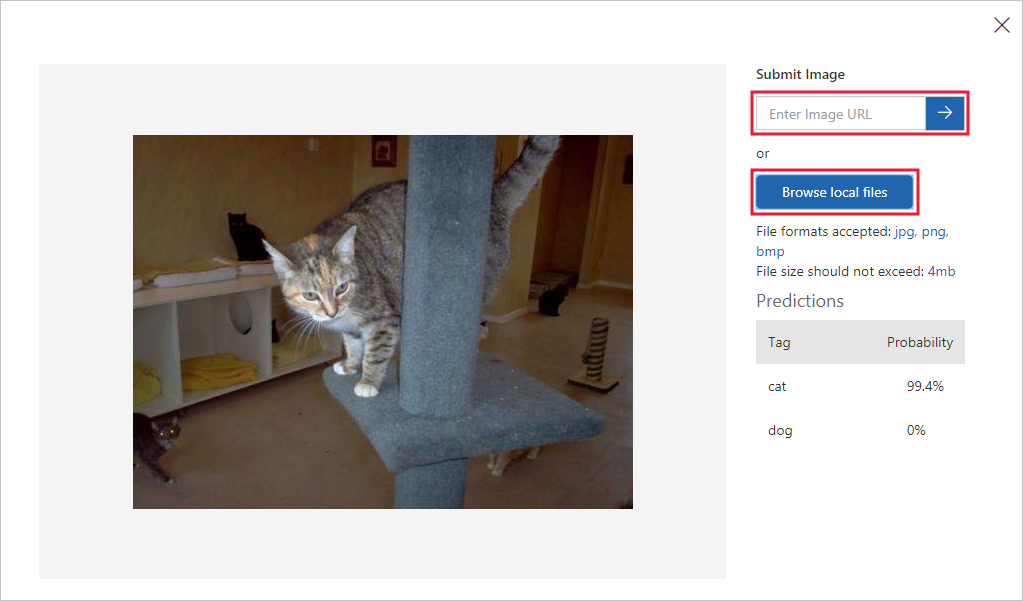 Submit Image
Enter Image URL
or
Browse local files
File formats accepted: jpg, png,
bmp
File size should not exceed: 4mb
Predictions
Tag Probability
cat 99.4%
dog 0%